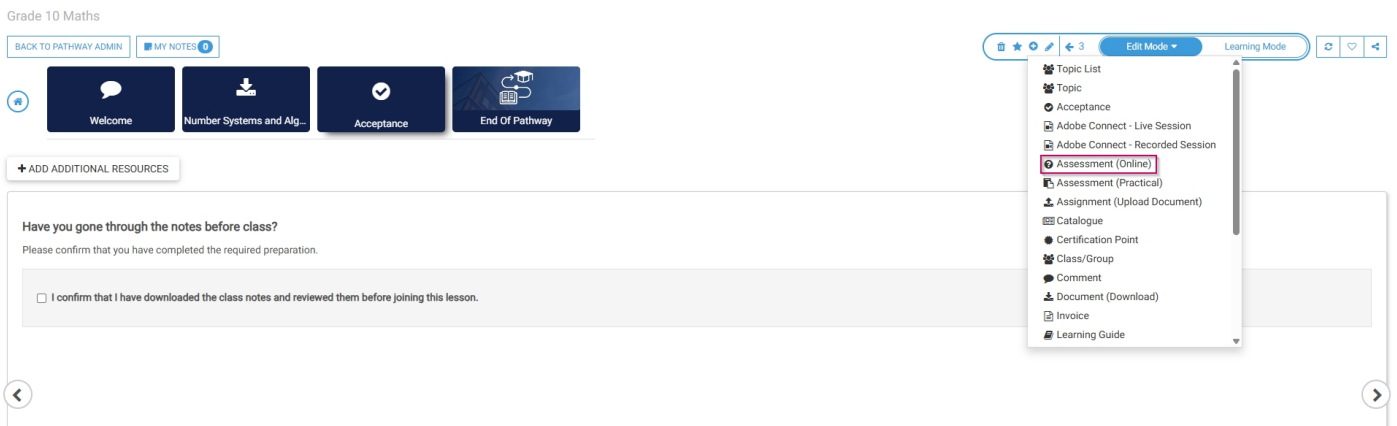 Grade 10 Maths
BACK TO PATHWAY ADMIN
MY NOTES 0
3
Edit Mode
Learning Mode
Welcome
Number Systems and Alg...
Acceptance
End Of Pathway
+ ADD ADDITIONAL RESOURCES
Topic List
Topic
Acceptance
Adobe Connect - Live Session
Adobe Connect - Recorded Session
Assessment (Online)
Assessment (Practical)
Assignment (Upload Document)
Catalogue
Certification Point
Class/Group
Comment
Document (Download)
Invoice
Learning Guide
Have you gone through the notes before class?
Please confirm that you have completed the required preparation.
I confirm that I have downloaded the class notes and reviewed them before joining this lesson.